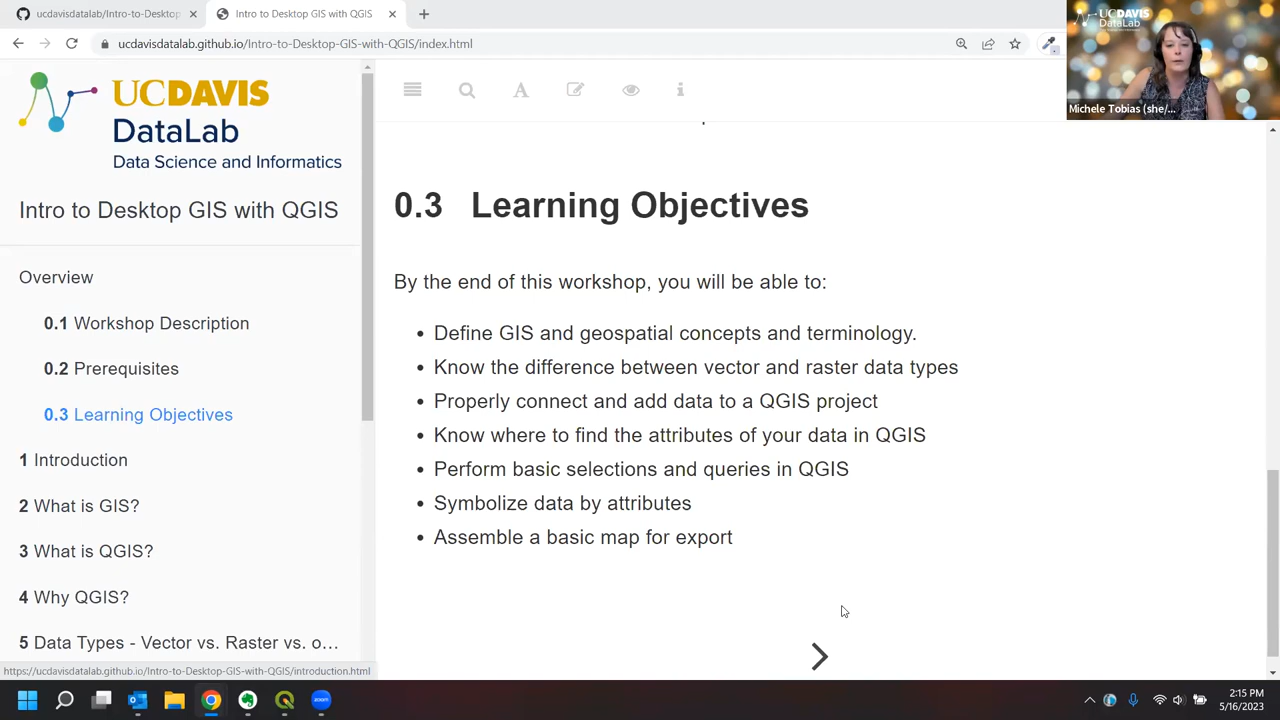 ucdavisdatalab/Intro-to-Desktop
Intro to Desktop GIS with QGIS
ucdavisdatalab.github.io/Intro-to-Desktop-GIS-with-QGIS/index.html
UCDAVIS
DataLab
Michele Tobias (she/...
UCDAVIS
DataLab
Data Science and Informatics
Intro to Desktop GIS with QGIS
Overview
0.1 Workshop Description
0.2 Prerequisites
0.3 Learning Objectives
1 Introduction
2 What is GIS?
3 What is QGIS?
4 Why QGIS?
5 Data Types - Vector vs. Raster vs. o...
https://ucdavisdatalab.github.io/Intro-to-Desktop-GIS-with-QGIS/introduction.html
0.3 Learning Objectives
By the end of this workshop, you will be able to:
• Define GIS and geospatial concepts and terminology.
• Know the difference between vector and raster data types
• Properly connect and add data to a QGIS project
• Know where to find the attributes of your data in QGIS
• Perform basic selections and queries in QGIS
• Symbolize data by attributes
• Assemble a basic map for export
zoom
2:15 PM
5/16/2023